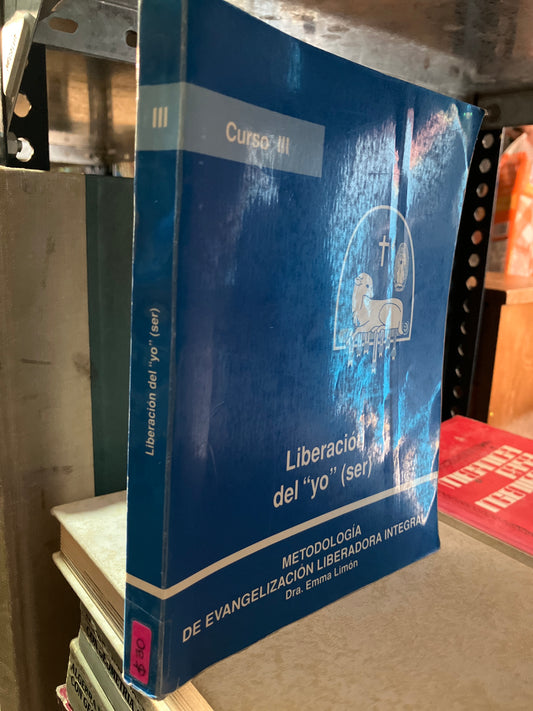 III
Liberación del "yo" (ser)
$ 80
Curso III
Liberación
del "yo" (ser)
METODOLOGÍA
DE EVANGELIZACIÓN LIBERADORA INTEGRAL
Dra. Emma Limón